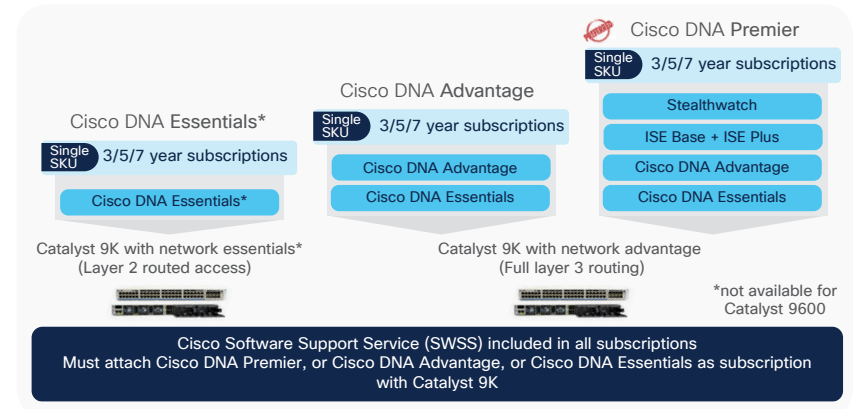 Cisco DNA Essentials*
Single
SKU
3/5/7 year subscriptions
Cisco DNA Essentials*
Catalyst 9K with network essentials*
(Layer 2 routed access)
Cisco DNA Advantage
Single
SKU
3/5/7 year subscriptions
Cisco DNA Advantage
Cisco DNA Essentials
Cisco DNA Premier
Single
SKU
3/5/7 year subscriptions
Stealthwatch
ISE Base + ISE Plus
Cisco DNA Advantage
Cisco DNA Essentials
Catalyst 9K with network advantage
(Full layer 3 routing)
*not available for
Catalyst 9600
Cisco Software Support Service (SWSS) included in all subscriptions
Must attach Cisco DNA Premier, or Cisco DNA Advantage, or Cisco DNA Essentials as subscription
with Catalyst 9K